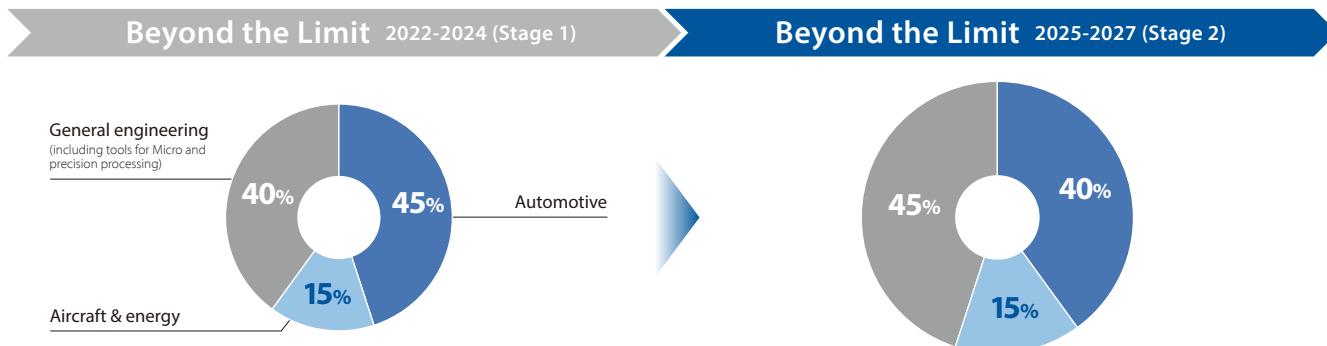 Beyond the Limit 2022-2024 (Stage 1)
Beyond the Limit 2025-2027 (Stage 2)
General engineering
(including tools for Micro and
precision processing)
40%
45%
Automotive
15%
Aircraft & energy
45%
40%
15%